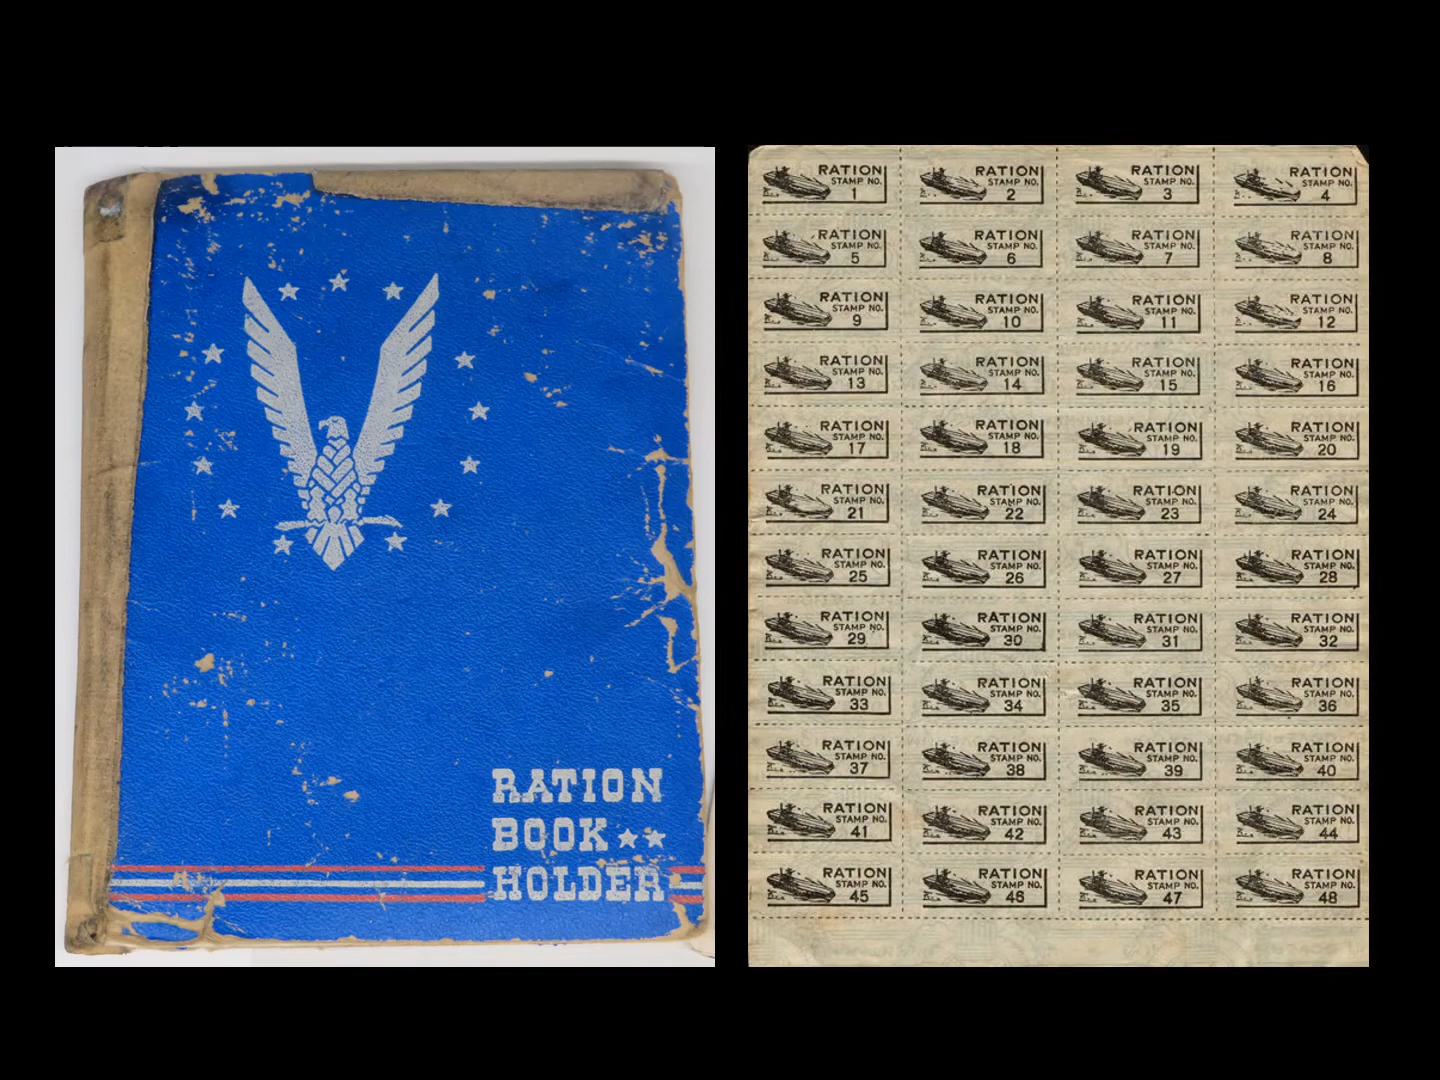 RATION
BOOK
HOLDER
RATION RATION RATION RATION
STAMP NO. STAMP NO. STAMP NO. STAMP NO.
1 2 3 4
RATION RATION RATION RATION
STAMP NO. STAMP NO. STAMP NO. STAMP NO.
5 6 7 8
RATION RATION RATION RATION
STAMP NO. STAMP NO. STAMP NO. STAMP NO.
9 10 11 12
RATION RATION RATION RATION
STAMP NO. STAMP NO. STAMP NO. STAMP NO.
13 14 15 16
RATION RATION RATION RATION
STAMP NO. STAMP NO. STAMP NO. STAMP NO.
17 18 19 20
RATION RATION RATION RATION
STAMP NO. STAMP NO. STAMP NO. STAMP NO.
21 22 23 24
RATION RATION RATION RATION
STAMP NO. STAMP NO. STAMP NO. STAMP NO.
25 26 27 28
RATION RATION RATION RATION
STAMP NO. STAMP NO. STAMP NO. STAMP NO.
29 30 31 32
RATION RATION RATION RATION
STAMP NO. STAMP NO. STAMP NO. STAMP NO.
33 34 35 36
RATION RATION RATION RATION
STAMP NO. STAMP NO. STAMP NO. STAMP NO.
37 38 39 40
RATION RATION RATION RATION
STAMP NO. STAMP NO. STAMP NO. STAMP NO.
41 42 43 44
RATION RATION RATION RATION
STAMP NO. STAMP NO. STAMP NO. STAMP NO.
45 46 47 48